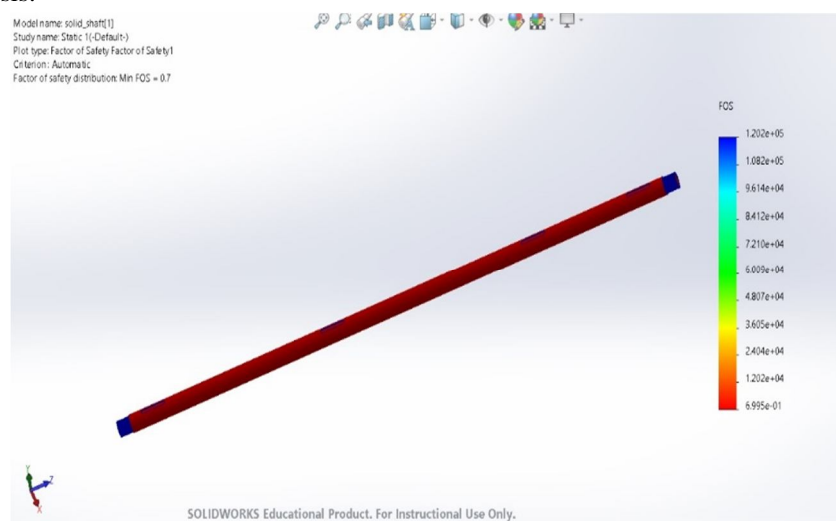 Model name: solid_shaft[1]
Study name: Static 1(-Default-)
Plot type: Factor of Safety Factor of Safety1
Criterion: Automatic
Factor of safety distribution: Min FOS = 0.7
FOS
1.202e+05
1.082e+05
9.614e+04
8.412e+04
7.210e+04
6.009e+04
4.807e+04
3.605e+04
2.404e+04
1.202e+04
6.995e-01
Y
Z
X
SOLIDWORKS Educational Product. For Instructional Use Only.